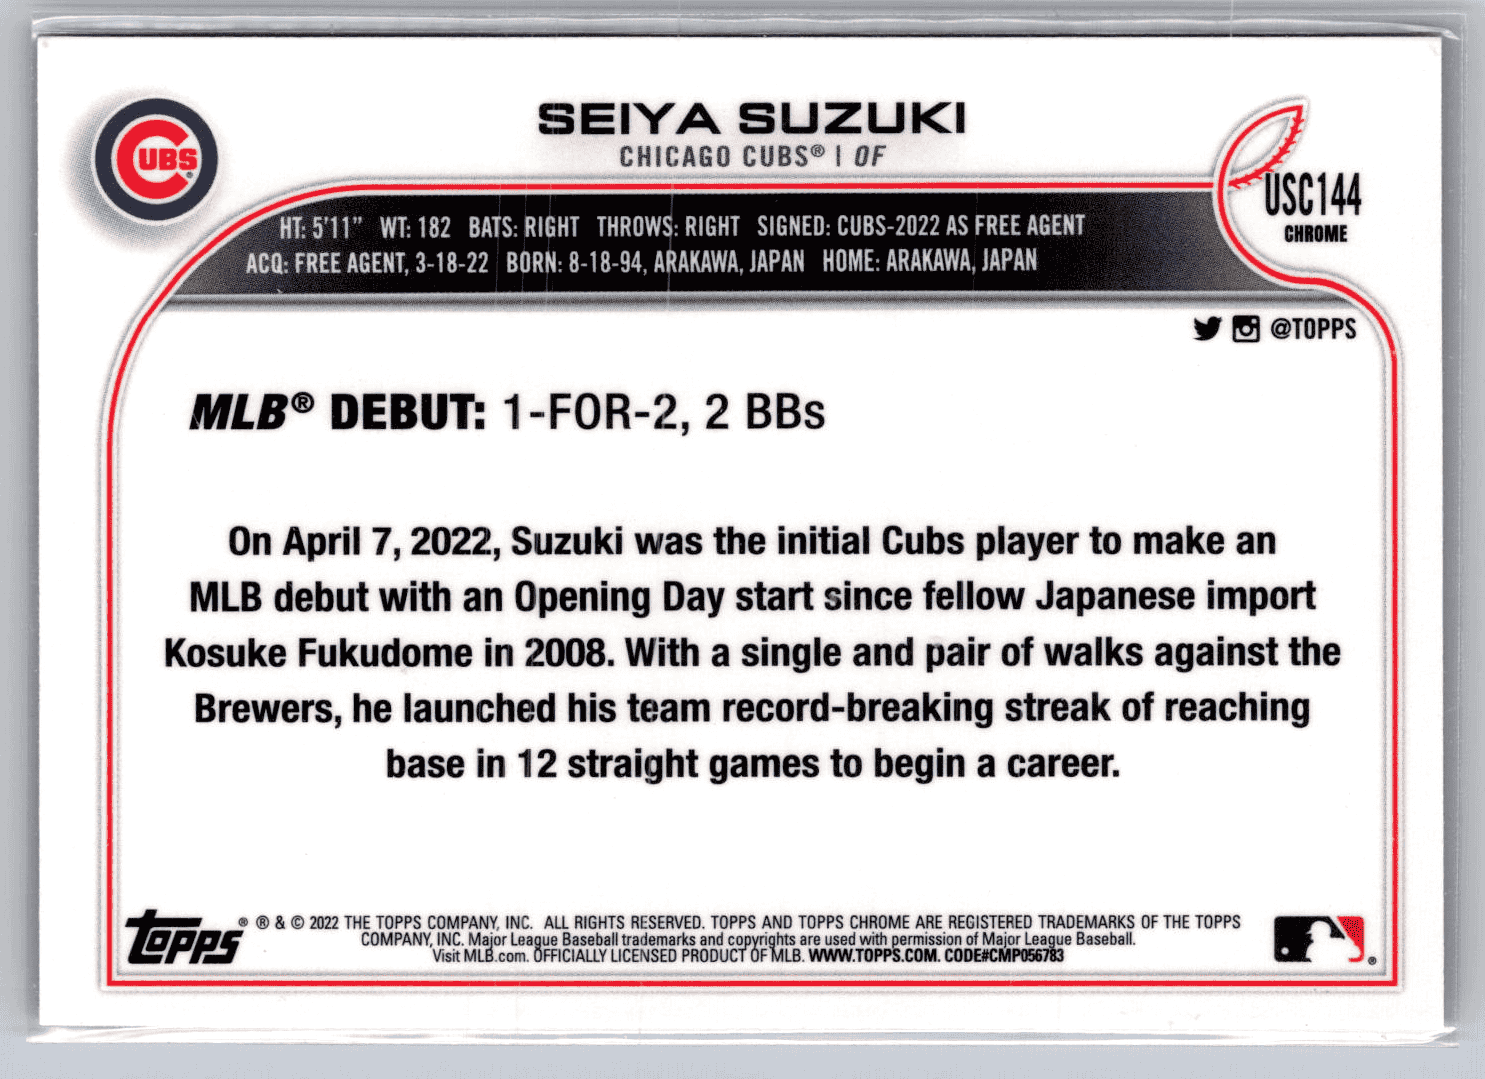 CUBS®
SEIYA SUZUKI
CHICAGO CUBS® | OF
USC144
CHROME
HT: 5'11" WT: 182 BATS: RIGHT THROWS: RIGHT SIGNED: CUBS-2022 AS FREE AGENT
ACQ: FREE AGENT, 3-18-22 BORN: 8-18-94, ARAKAWA, JAPAN HOME: ARAKAWA, JAPAN
@TOPPS
MLB® DEBUT: 1-FOR-2, 2 BBs
On April 7, 2022, Suzuki was the initial Cubs player to make an
MLB debut with an Opening Day start since fellow Japanese import
Kosuke Fukudome in 2008. With a single and pair of walks against the
Brewers, he launched his team record-breaking streak of reaching
base in 12 straight games to begin a career.
Topps® ® & © 2022 THE TOPPS COMPANY, INC. ALL RIGHTS RESERVED. TOPPS AND TOPPS CHROME ARE REGISTERED TRADEMARKS OF THE TOPPS
COMPANY, INC. Major League Baseball trademarks and copyrights are used with permission of Major League Baseball.
Visit MLB.com. OFFICIALLY LICENSED PRODUCT OF MLB. WWW.TOPPS.COM. CODE#CMP056783
®